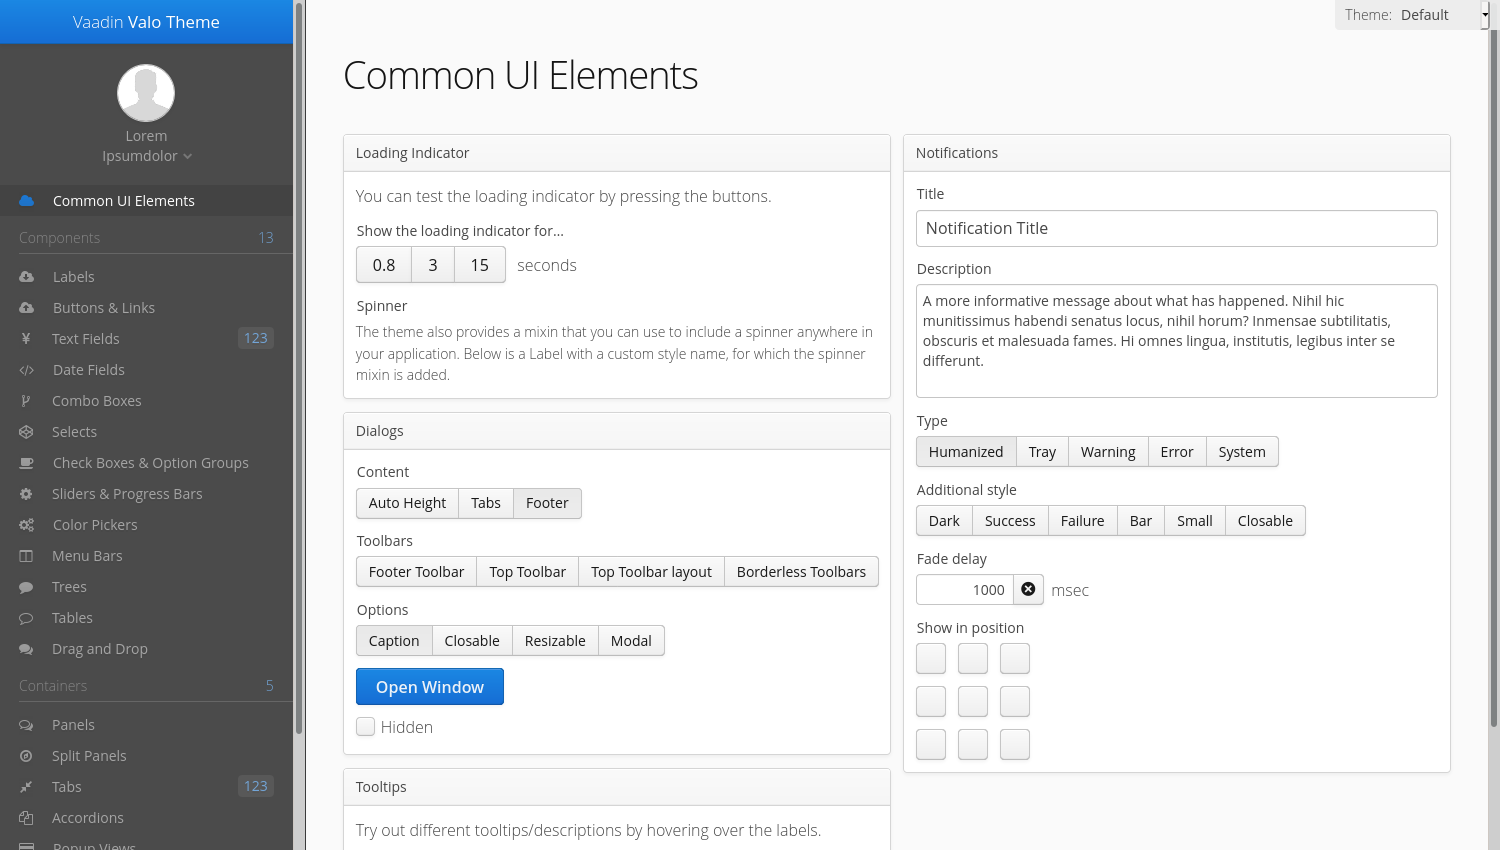 Vaadin Valo Theme
Lorem
Ipsumdolor
Common UI Elements
Components 13
Labels
Buttons & Links
Text Fields 123
Date Fields
Combo Boxes
Selects
Check Boxes & Option Groups
Sliders & Progress Bars
Color Pickers
Menu Bars
Trees
Tables
Drag and Drop
Containers 5
Panels
Split Panels
Tabs 123
Accordions
Popup Views
Theme: Default
Common UI Elements
Loading Indicator
You can test the loading indicator by pressing the buttons.
Show the loading indicator for...
0.8 3 15 seconds
Spinner
The theme also provides a mixin that you can use to include a spinner anywhere in
your application. Below is a Label with a custom style name, for which the spinner
mixin is added.
Dialogs
Content
Auto Height Tabs Footer
Toolbars
Footer Toolbar Top Toolbar Top Toolbar layout Borderless Toolbars
Options
Caption Closable Resizable Modal
Open Window
Hidden
Tooltips
Try out different tooltips/descriptions by hovering over the labels.
Notifications
Title
Notification Title
Description
A more informative message about what has happened. Nihil hic
munitissimus habendi senatus locus, nihil horum? Inmensae subtilitatis,
obscuris et malesuada fames. Hi omnes lingua, institutis, legibus inter se
differunt.
Type
Humanized Tray Warning Error System
Additional style
Dark Success Failure Bar Small Closable
Fade delay
1000 msec
Show in position